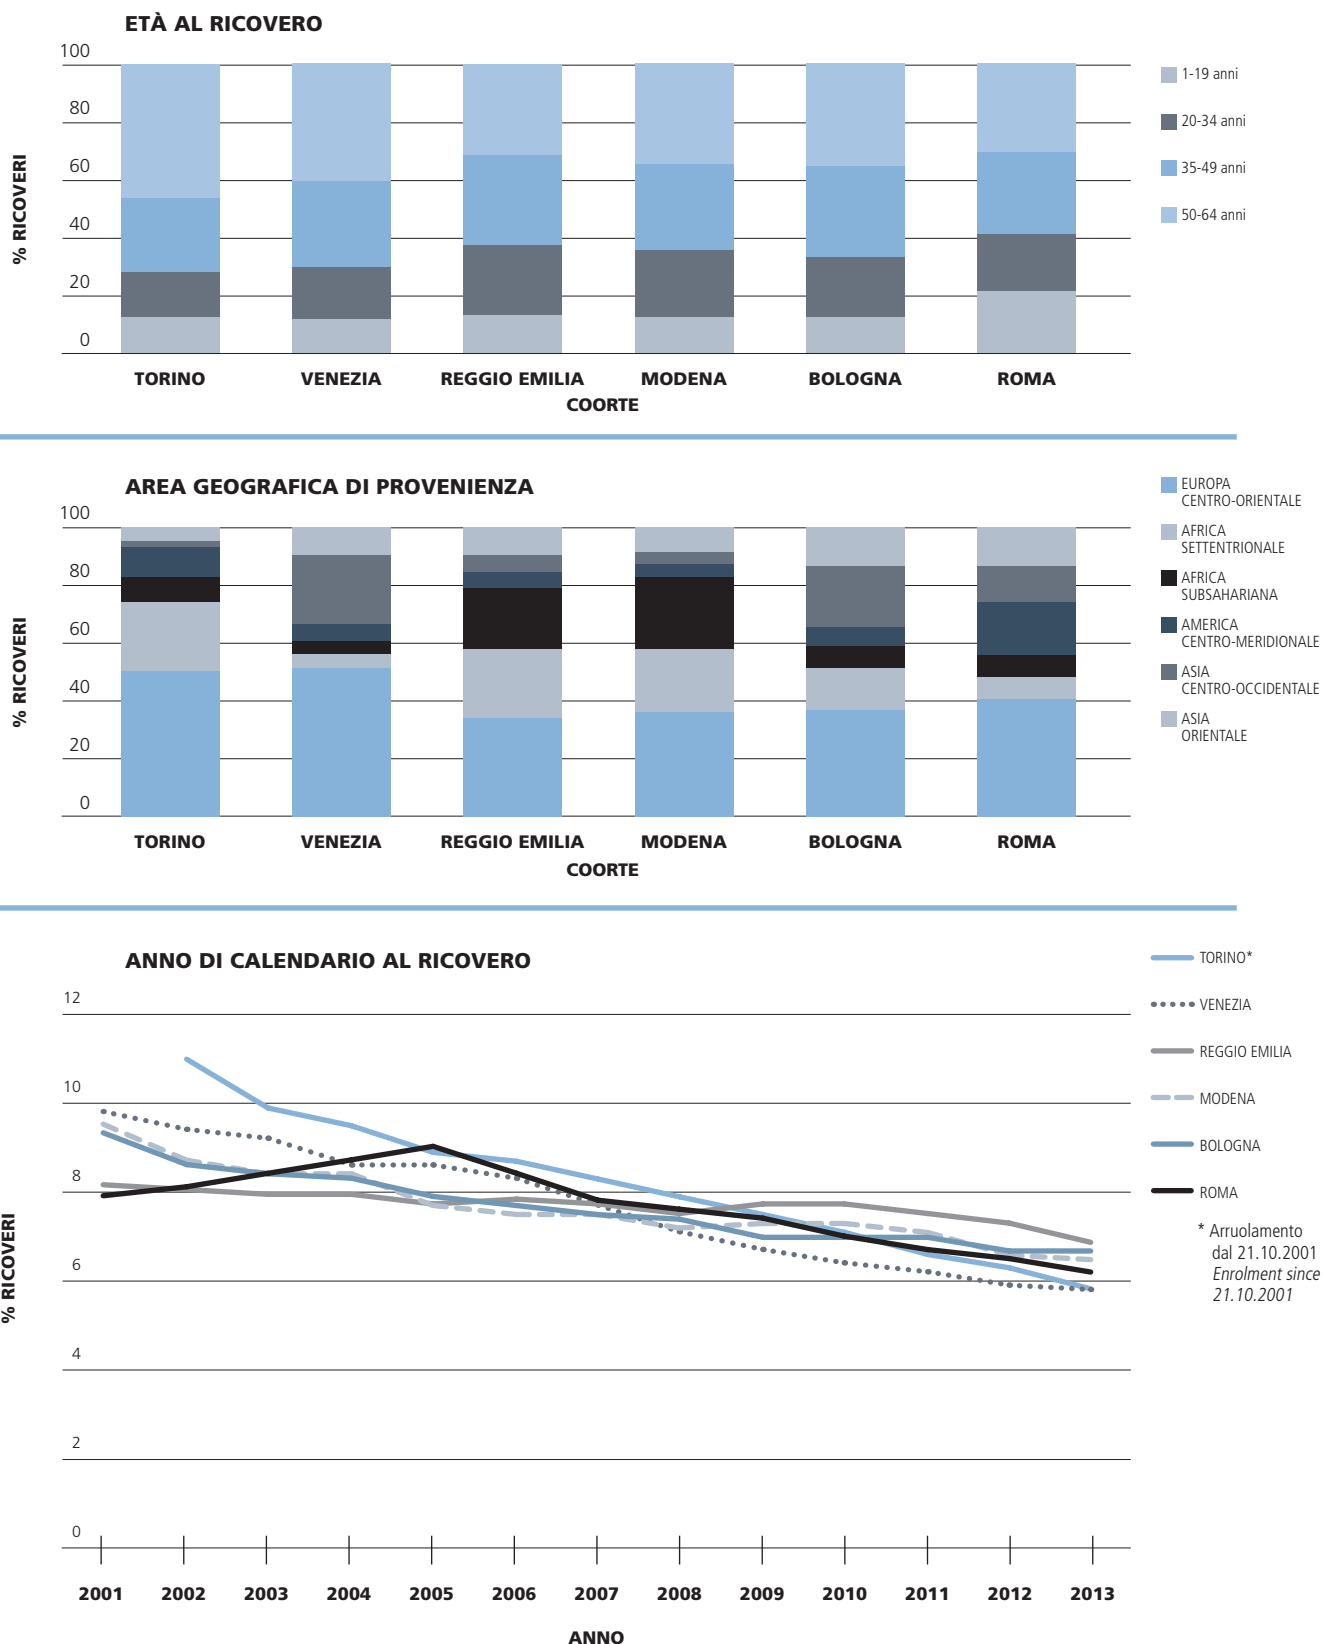 ETÀ AL RICOVERO
% RICOVERI
100
80
60
40
20
0
TORINO VENEZIA REGGIO EMILIA MODENA BOLOGNA ROMA
COORTE
1-19 anni
20-34 anni
35-49 anni
50-64 anni
AREA GEOGRAFICA DI PROVENIENZA
% RICOVERI
100
80
60
40
20
0
TORINO VENEZIA REGGIO EMILIA MODENA BOLOGNA ROMA
COORTE
EUROPA
CENTRO-ORIENTALE
AFRICA
SETTENTRIONALE
AFRICA
SUBSAHARIANA
AMERICA
CENTRO-MERIDIONALE
ASIA
CENTRO-OCCIDENTALE
ASIA
ORIENTALE
ANNO DI CALENDARIO AL RICOVERO
% RICOVERI
12
10
8
6
4
2
0
2001 2002 2003 2004 2005 2006 2007 2008 2009 2010 2011 2012 2013
ANNO
TORINO*
VENEZIA
REGGIO EMILIA
MODENA
BOLOGNA
ROMA
* Arruolamento
dal 21.10.2001
Enrolment since
21.10.2001